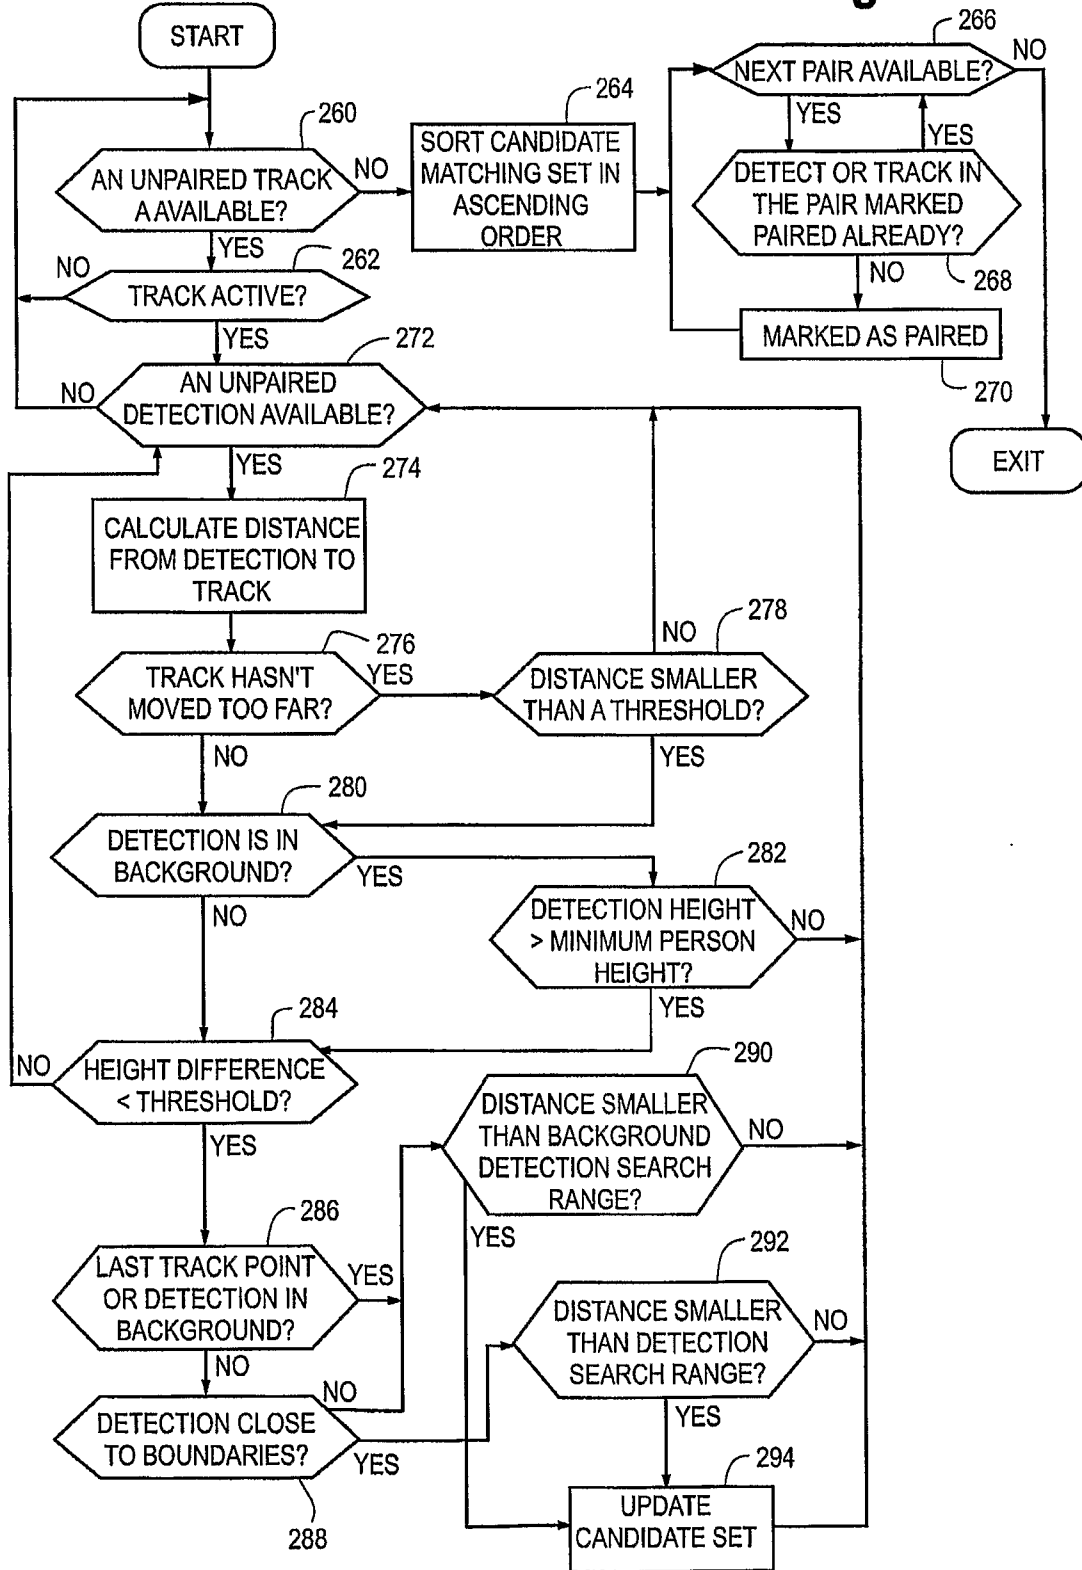 START
266
NEXT PAIR AVAILABLE?
NO
264
260
YES
YES
SORT CANDIDATE
MATCHING SET IN
ASCENDING
ORDER
AN UNPAIRED TRACK
A AVAILABLE?
NO
DETECT OR TRACK IN
THE PAIR MARKED
PAIRED ALREADY?
YES
262
NO
268
NO
TRACK ACTIVE?
MARKED AS PAIRED
YES
272
270
NO
AN UNPAIRED
DETECTION AVAILABLE?
EXIT
YES
274
CALCULATE DISTANCE
FROM DETECTION TO
TRACK
278
NO
276
YES
TRACK HASN'T
MOVED TOO FAR?
DISTANCE SMALLER
THAN A THRESHOLD?
NO
YES
280
DETECTION IS IN
BACKGROUND?
YES
282
NO
DETECTION HEIGHT
> MINIMUM PERSON
HEIGHT?
NO
YES
284
NO
HEIGHT DIFFERENCE
< THRESHOLD?
290
DISTANCE SMALLER
THAN BACKGROUND
DETECTION SEARCH
RANGE?
NO
YES
YES
286
LAST TRACK POINT
OR DETECTION IN
BACKGROUND?
YES
292
DISTANCE SMALLER
THAN DETECTION
SEARCH RANGE?
NO
NO
NO
DETECTION CLOSE
TO BOUNDARIES?
YES
YES
294
UPDATE
CANDIDATE SET
288